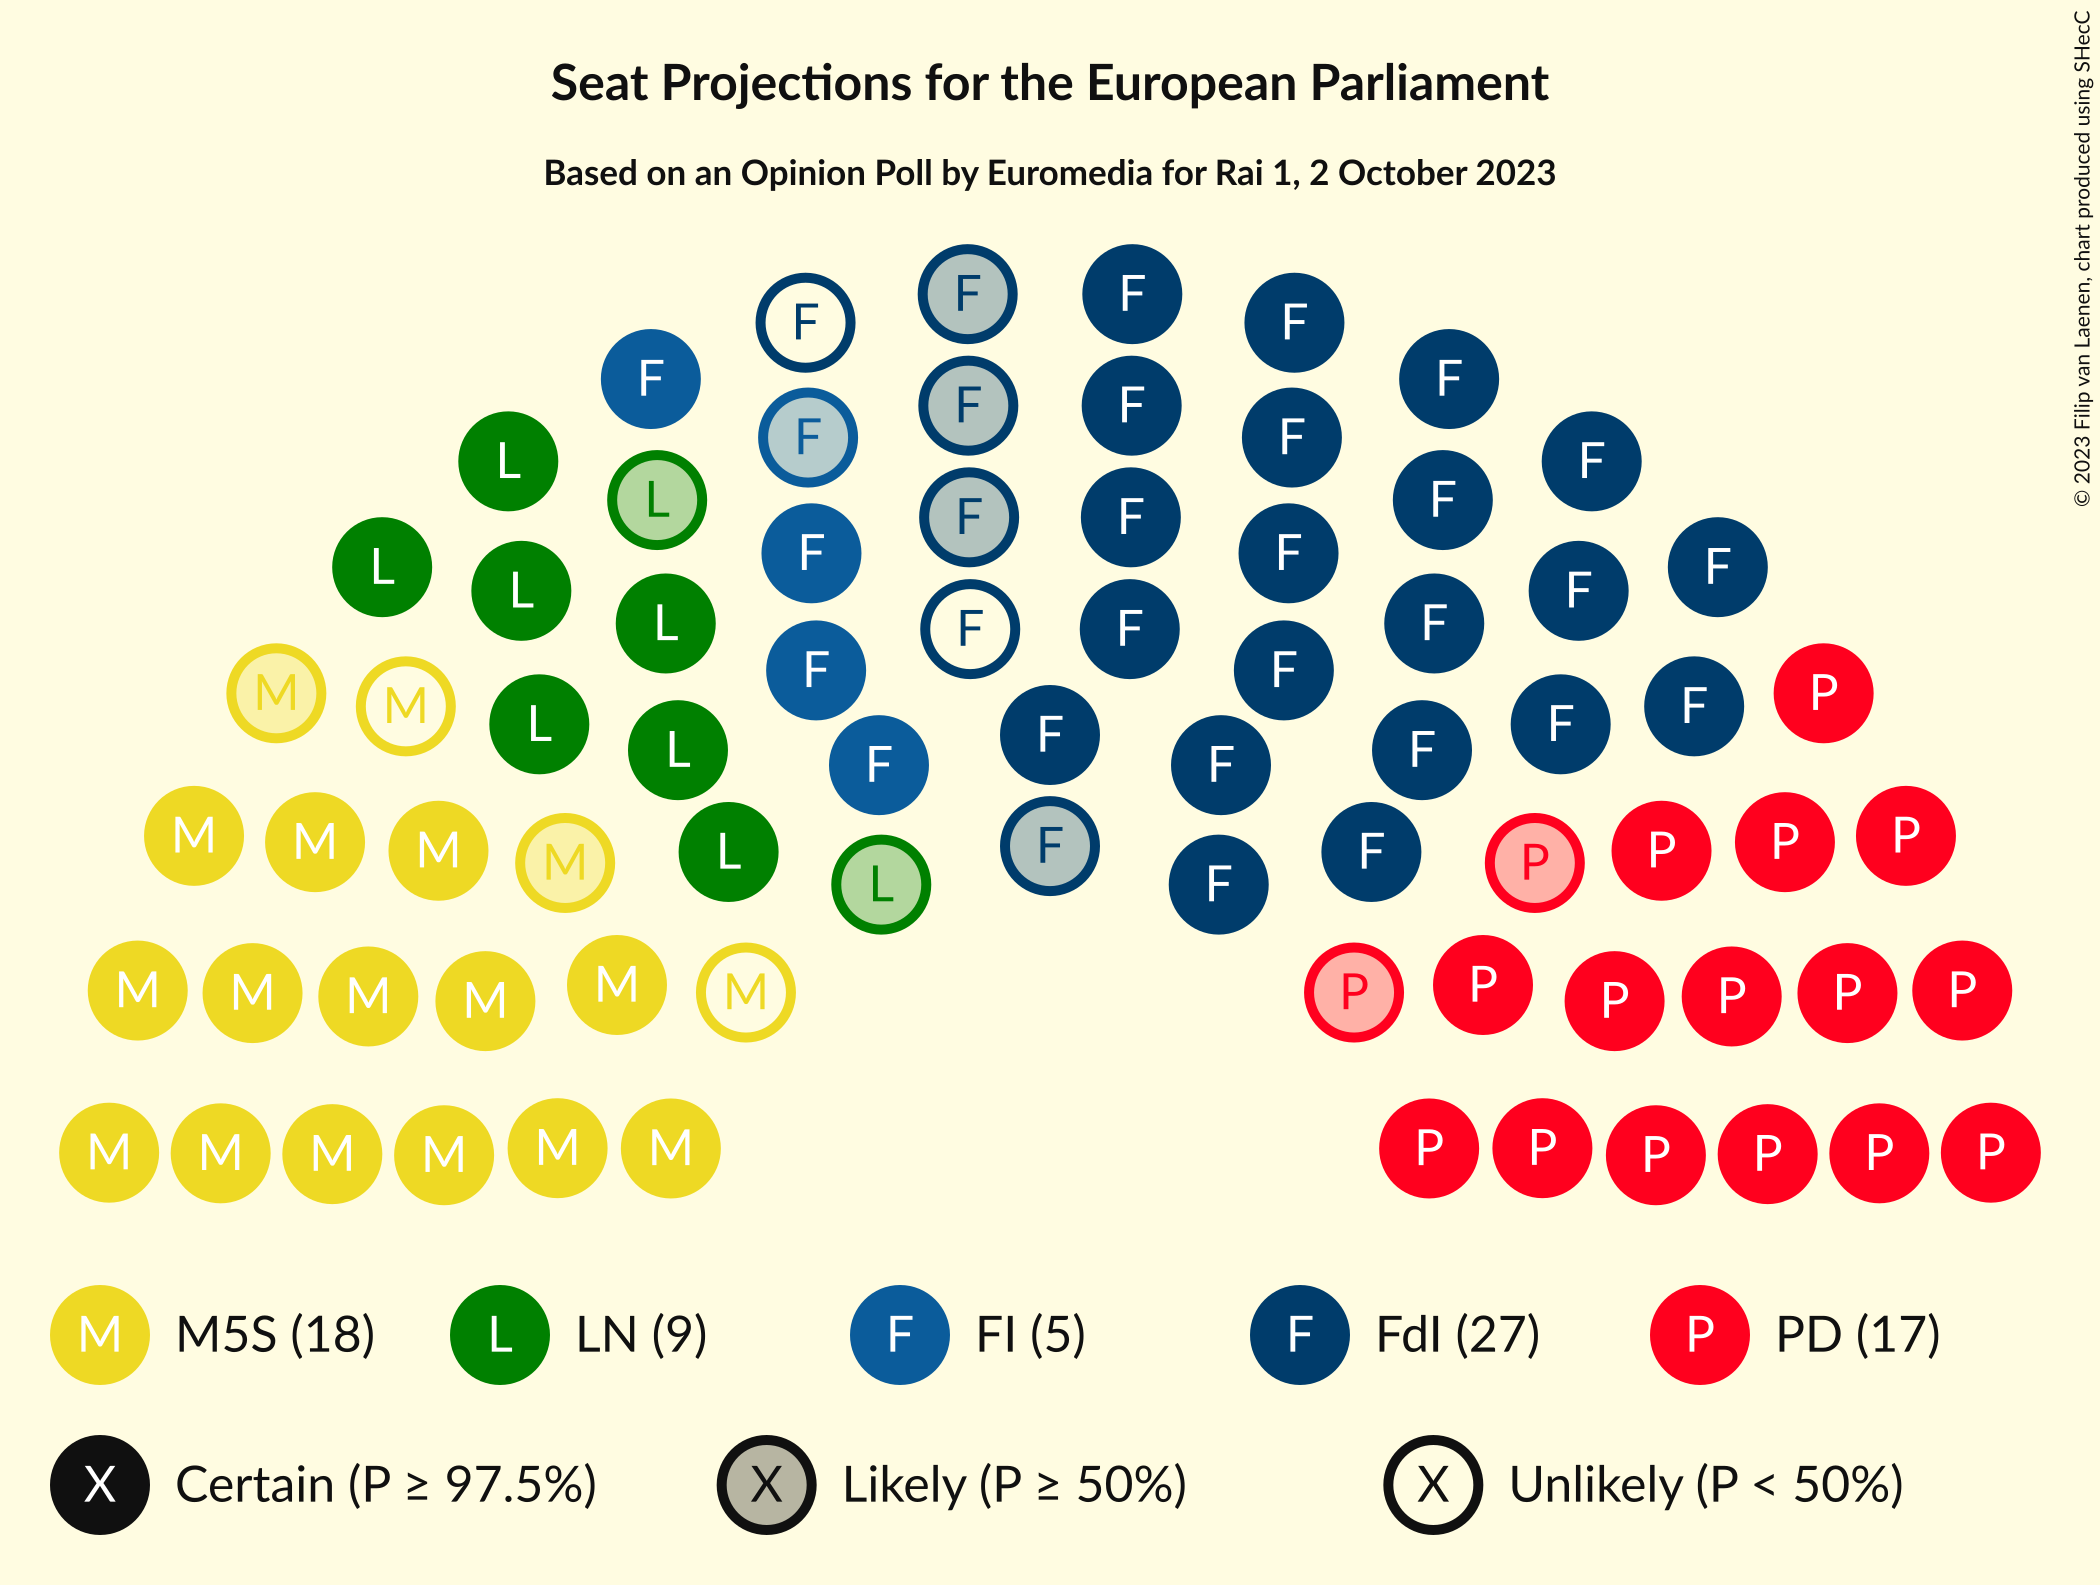 Seat Projections for the European Parliament
Based on an Opinion Poll by Euromedia for Rai 1, 2 October 2023
© 2023 Filip van Laenen, chart produced using SHecC
F F F F
F F F
F F F F
L L F F
L F F F F
L F F F F
L L F F
F F F F
M M L L F F F P
F F F
M M M M L L F F F P P P P
M M M M M M P P P P P P
M M M M M M P P P P P P
M M5S (18) L LN (9) F FI (5) F FdI (27) P PD (17)
X Certain (P ≥ 97.5%) X Likely (P ≥ 50%) X Unlikely (P < 50%)